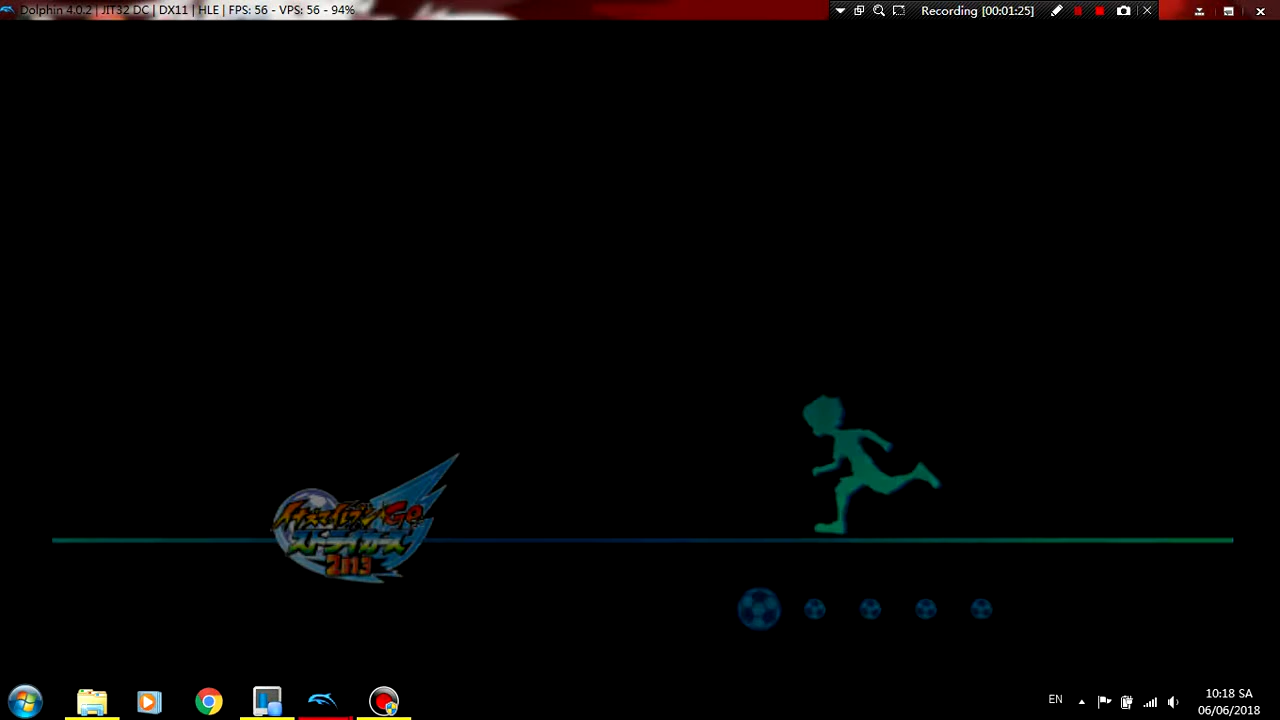 Dolphin 4.0.2 | JIT32 DC | DX11 | HLE | FPS: 56 - VPS: 56 - 94%
Recording [00:01:25]
イナズマイレブンGO
ストライカーズ
2013
EN
10:18 SA
06/06/2018